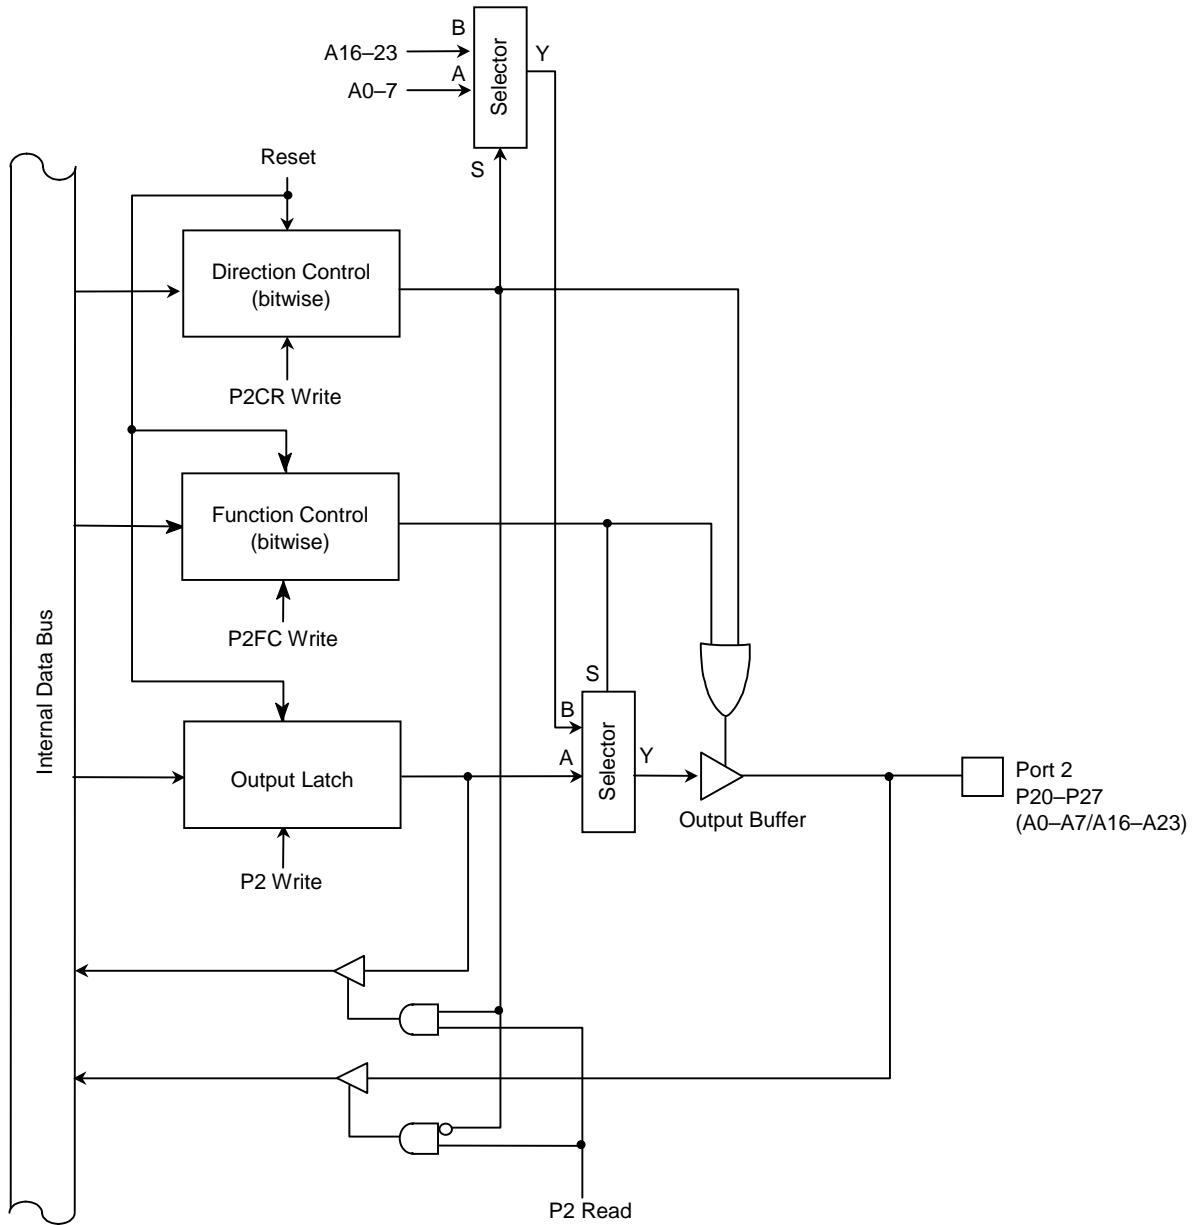 B
A16–23
Y
A
A0–7
Selector
S
Reset
Direction Control
(bitwise)
P2CR Write
Function Control
(bitwise)
P2FC Write
Internal Data Bus
S
B
A
Selector
Y
Output Latch
Output Buffer
Port 2
P20–P27
(A0–A7/A16–A23)
P2 Write
P2 Read